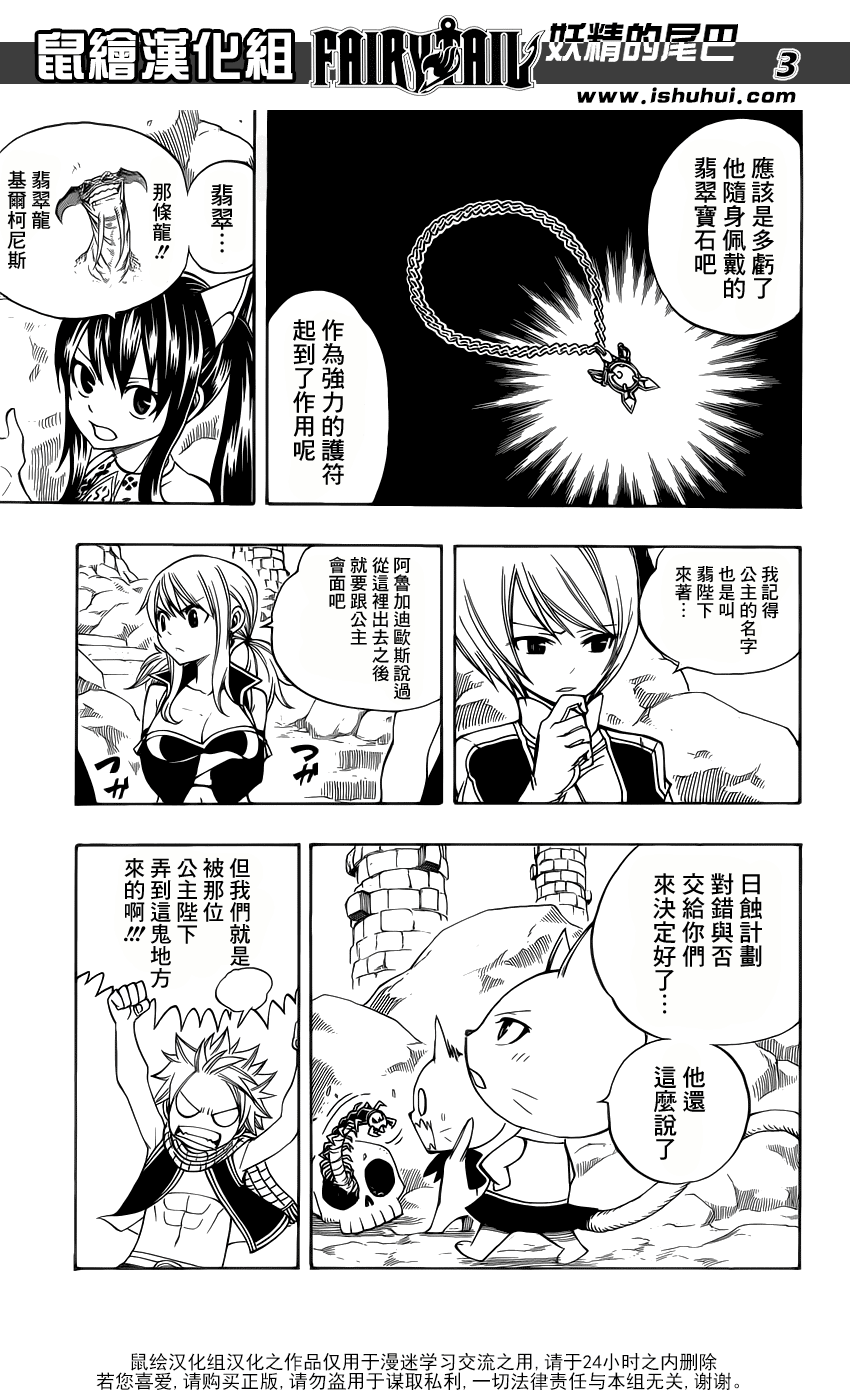 鼠繪漢化組
FAIRY TAIL
妖精的尾巴
3
www.ishuhui.com
應該是多虧了
他隨身佩戴的
翡翠寶石吧
作為強力的護符
起到了作用呢
翡翠…
那條龍!!
翡翠龍
基爾柯尼斯
我記得
公主的名字
也是叫
翡陛下
來著…
阿魯加迪歐斯說過
從這裡出去之後
就要跟公主
會面吧
つか
つか
日蝕計劃
對錯與否
交給你們
來決定好了…
他還
這麼說了
但我們就是
被那位
公主陛下
弄到這鬼地方
來的啊!!!
鼠绘汉化组汉化之作品仅用于漫迷学习交流之用,请于24小时之内删除
若您喜爱,请购买正版,请勿盗用于谋取私利,一切法律责任与本组无关,谢谢。